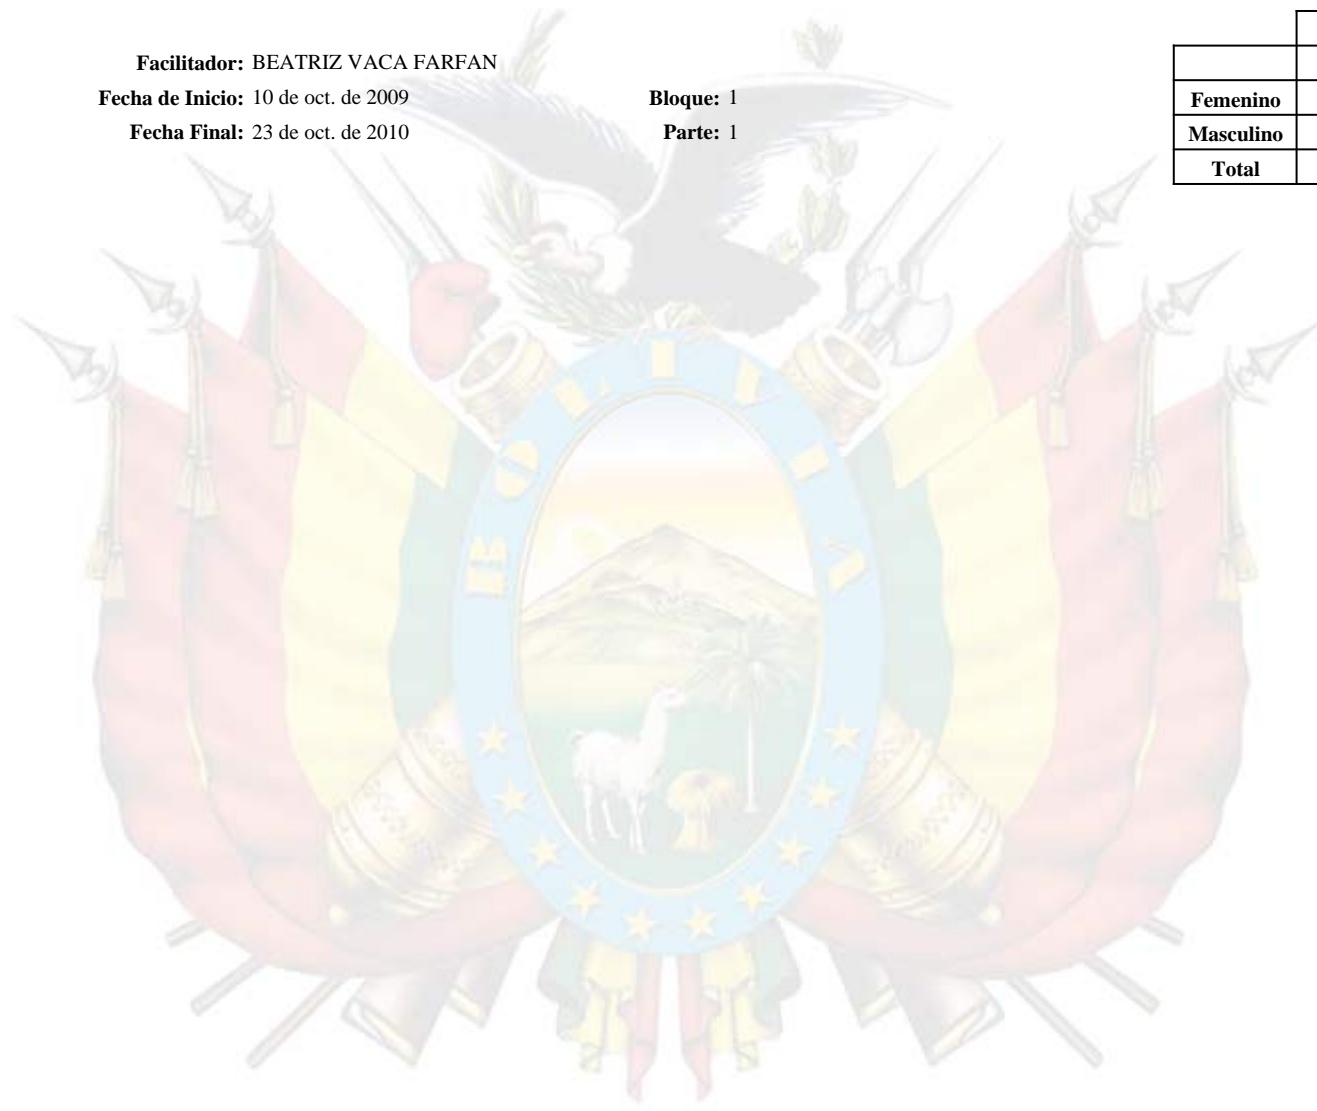 Facilitador: BEATRIZ VACA FARFAN
Fecha de Inicio: 10 de oct. de 2009 Bloque: 1
Fecha Final: 23 de oct. de 2010 Parte: 1
Femenino
Masculino
Total
BOLIVIA